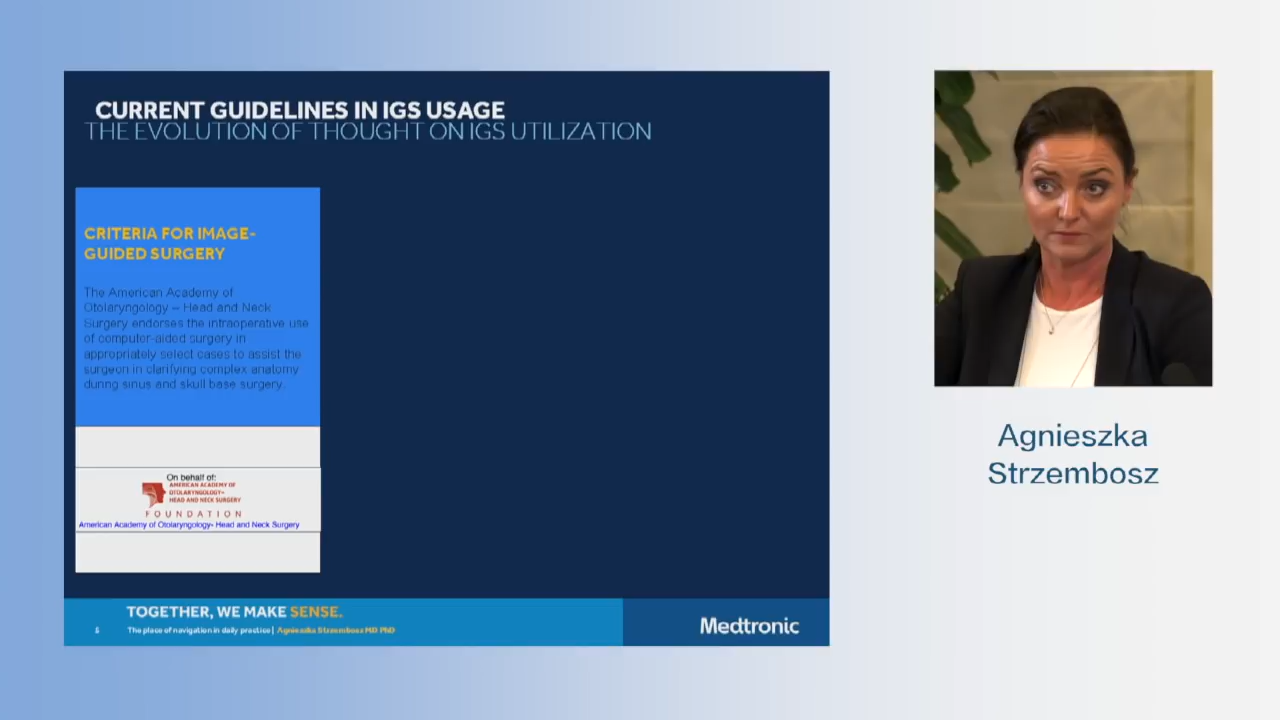 CURRENT GUIDELINES IN IGS USAGE
THE EVOLUTION OF THOUGHT ON IGS UTILIZATION
CRITERIA FOR IMAGE-
GUIDED SURGERY
The American Academy of
Otolaryngology – Head and Neck
Surgery endorses the intraoperative use
of computer-aided surgery in
appropriately select cases to assist the
surgeon in clarifying complex anatomy
during sinus and skull base surgery.
On behalf of:
AMERICAN ACADEMY OF
OTOLARYNGOLOGY–
HEAD AND NECK SURGERY
FOUNDATION
American Academy of Otolaryngology- Head and Neck Surgery
TOGETHER, WE MAKE SENSE.
5 The place of navigation in daily practice | Agnieszka Strzembosz MD PhD
Medtronic
Agnieszka
Strzembosz